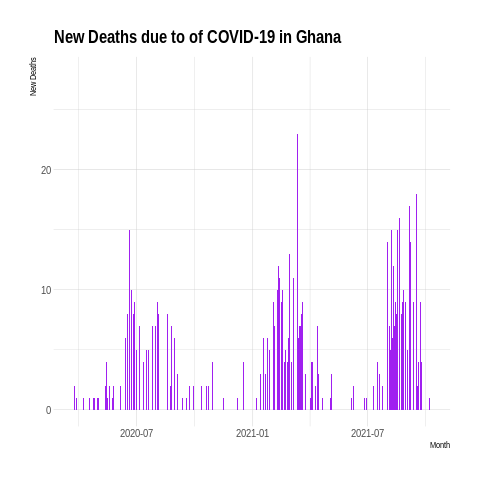 New Deaths due to of COVID-19 in Ghana
New Deaths
20
10
0
2020-07
2021-01
2021-07
Month